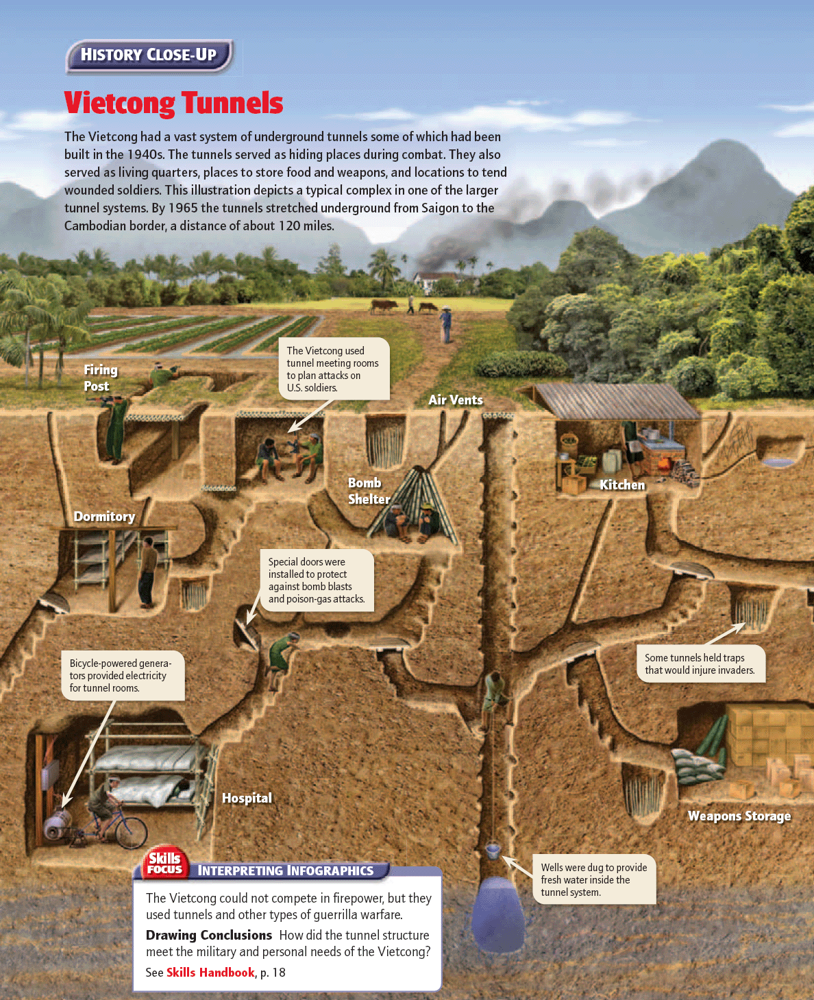 HISTORY CLOSE-UP
Vietcong Tunnels
The Vietcong had a vast system of underground tunnels some of which had been
built in the 1940s. The tunnels served as hiding places during combat. They also
served as living quarters, places to store food and weapons, and locations to tend
wounded soldiers. This illustration depicts a typical complex in one of the larger
tunnel systems. By 1965 the tunnels stretched underground from Saigon to the
Cambodian border, a distance of about 120 miles.
The Vietcong used
tunnel meeting rooms
to plan attacks on
U.S. soldiers.
Firing
Post
Air Vents
Bomb
Shelter
Kitchen
Dormitory
Special doors were
installed to protect
against bomb blasts
and poison-gas attacks.
Some tunnels held traps
that would injure invaders.
Bicycle-powered genera-
tors provided electricity
for tunnel rooms.
Hospital
Weapons Storage
Wells were dug to provide
fresh water inside the
tunnel system.
Skills
FOCUS
INTERPRETING INFOGRAPHICS
The Vietcong could not compete in firepower, but they
used tunnels and other types of guerrilla warfare.
Drawing Conclusions How did the tunnel structure
meet the military and personal needs of the Vietcong?
See Skills Handbook, p. 18